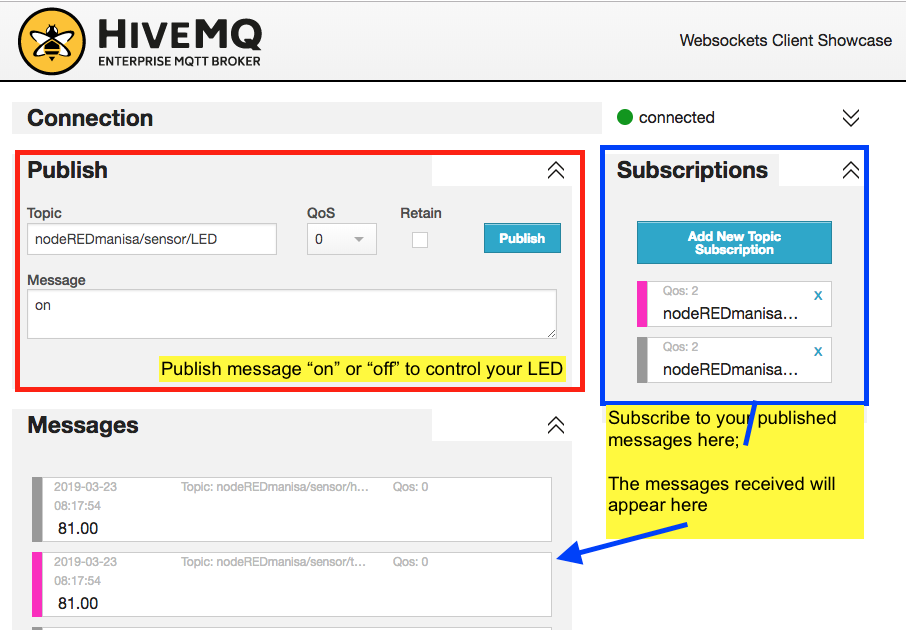 HIVEMQ
ENTERPRISE MQTT BROKER
Websockets Client Showcase
Connection
connected
Publish
Topic
QoS
Retain
nodeREDmanisa/sensor/LED
0
Publish
Message
on
Publish message “on” or “off” to control your LED
Subscriptions
Add New Topic
Subscription
Qos: 2
x
nodeREDmanisa...
Qos: 2
x
nodeREDmanisa...
Subscribe to your published
messages here;
The messages received will
appear here
Messages
2019-03-23
08:17:54
Topic: nodeREDmanisa/sensor/h...
Qos: 0
81.00
2019-03-23
08:17:54
Topic: nodeREDmanisa/sensor/t...
Qos: 0
81.00